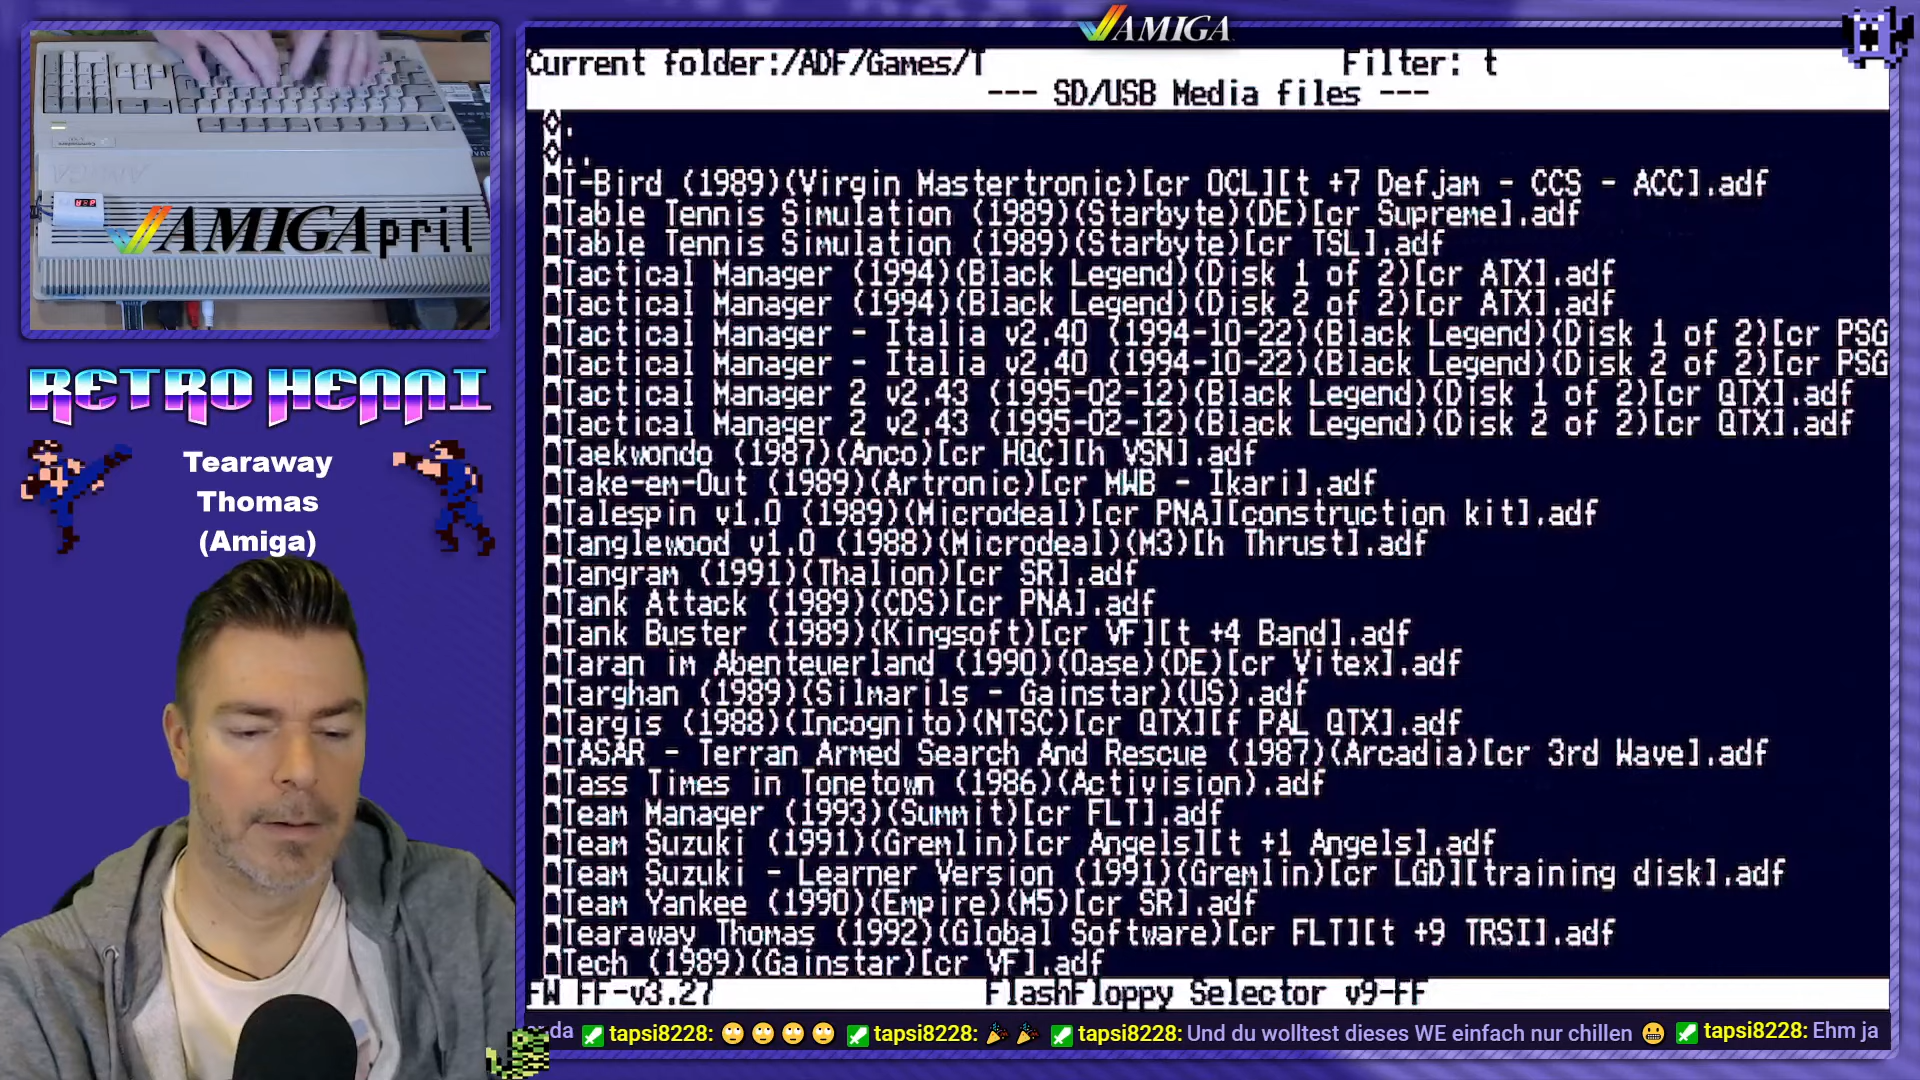 AMIGA
Current folder:/ADF/Games/T Filter: t
--- SD/USB Media files ---
.
..
T-Bird (1989)(Virgin Mastertronic)[cr OCL][t +7 Defjam - CCS - ACC].adf
Table Tennis Simulation (1989)(Starbyte)(DE)[cr Supreme].adf
Table Tennis Simulation (1989)(Starbyte)[cr TSL].adf
Tactical Manager (1994)(Black Legend)(Disk 1 of 2)[cr ATX].adf
Tactical Manager (1994)(Black Legend)(Disk 2 of 2)[cr ATX].adf
Tactical Manager - Italia v2.40 (1994-10-22)(Black Legend)(Disk 1 of 2)[cr PSG
Tactical Manager - Italia v2.40 (1994-10-22)(Black Legend)(Disk 2 of 2)[cr PSG
Tactical Manager 2 v2.43 (1995-02-12)(Black Legend)(Disk 1 of 2)[cr QTX].adf
Tactical Manager 2 v2.43 (1995-02-12)(Black Legend)(Disk 2 of 2)[cr QTX].adf
Taekwondo (1987)(Anco)[cr HQC][h VSN].adf
Take-em-Out (1989)(Artronic)[cr MWB - Ikari].adf
Talespin v1.0 (1989)(Microdeal)[cr PNA][construction kit].adf
Tanglewood v1.0 (1988)(Microdeal)(M3)[h Thrust].adf
Tangram (1991)(Thalion)[cr SR].adf
Tank Attack (1989)(CDS)[cr PNA].adf
Tank Buster (1989)(Kingsoft)[cr VF][t +4 Band].adf
Taran im Abenteuerland (1990)(Oase)(DE)[cr Vitex].adf
Targhan (1989)(Silmarils - Gainstar)(US).adf
Targis (1988)(Incognito)(NTSC)[cr QTX][f PAL QTX].adf
TASAR - Terran Armed Search And Rescue (1987)(Arcadia)[cr 3rd Wave].adf
Tass Times in Tonetown (1986)(Activision).adf
Team Manager (1993)(Summit)[cr FLT].adf
Team Suzuki (1991)(Gremlin)[cr Angels][t +1 Angels].adf
Team Suzuki - Learner Version (1991)(Gremlin)[cr LGD][training disk].adf
Team Yankee (1990)(Empire)(M5)[cr SR].adf
Tearaway Thomas (1992)(Global Software)[cr FLT][t +9 TRSI].adf
Tech (1989)(Gainstar)[cr VF].adf
FW FF-v3.27 FlashFloppy Selector v9-FF
AMIGApril
RETRO HENNI
Tearaway
Thomas
(Amiga)
da tapsi8228: 🙄 🙄 🙄 🙄 tapsi8228: 🎉 🎉 tapsi8228: Und du wolltest dieses WE einfach nur chillen 😬 tapsi8228: Ehm ja